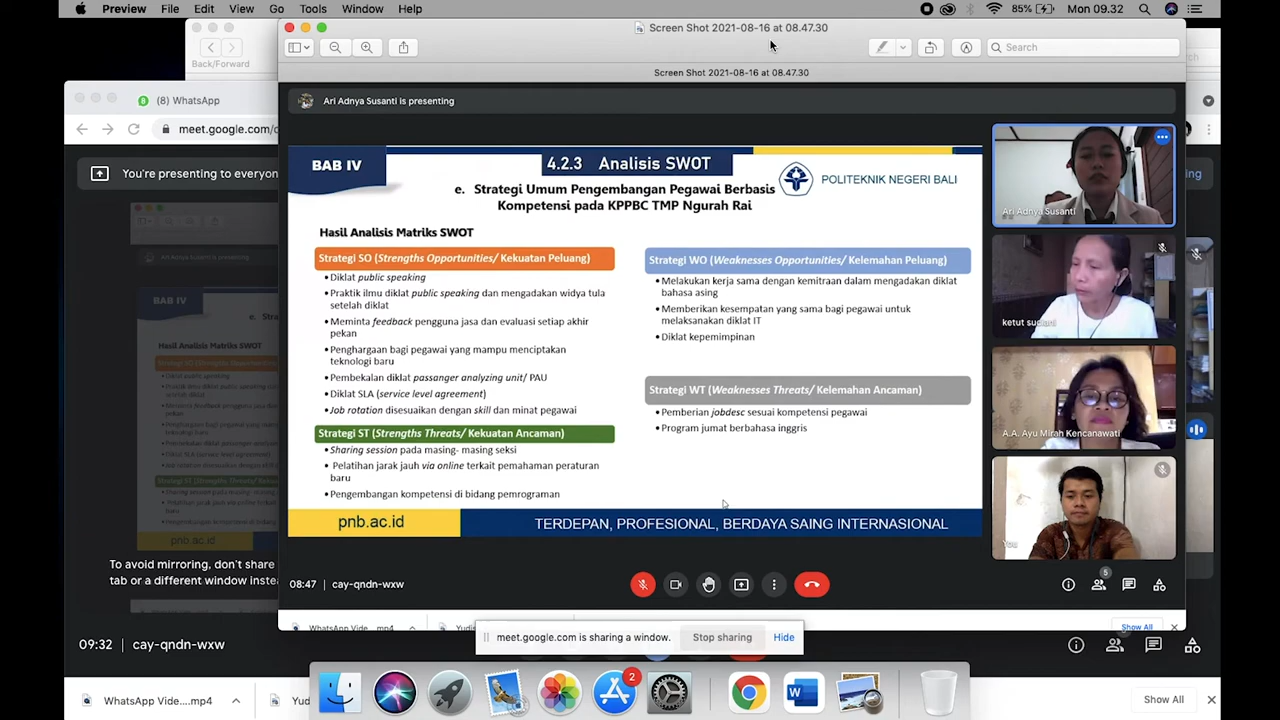 Preview File Edit View Go Tools Window Help
85% Mon 09.32
Screen Shot 2021-08-16 at 08.47.30
Back/Forward
Search
Screen Shot 2021-08-16 at 08.47.30
(8) WhatsApp
meet.google.com/c
You're presenting to everyon
Ari Adnya Susanti is presenting
BAB IV
4.2.3 Analisis SWOT
POLITEKNIK NEGERI BALI
e. Strategi Umum Pengembangan Pegawai Berbasis
Kompetensi pada KPPBC TMP Ngurah Rai
Hasil Analisis Matriks SWOT
Strategi SO (Strengths Opportunities/ Kekuatan Peluang)
• Diklat public speaking
• Praktik ilmu diklat public speaking dan mengadakan widya tula
setelah diklat
• Meminta feedback pengguna jasa dan evaluasi setiap akhir
pekan
• Penghargaan bagi pegawai yang mampu menciptakan
teknologi baru
• Pembekalan diklat passanger analyzing unit/ PAU
• Diklat SLA (service level agreement)
• Job rotation disesuaikan dengan skill dan minat pegawai
Strategi ST (Strengths Threats/ Kekuatan Ancaman)
• Sharing session pada masing- masing seksi
• Pelatihan jarak jauh via online terkait pemahaman peraturan
baru
• Pengembangan kompetensi di bidang pemrograman
Strategi WO (Weaknesses Opportunities/ Kelemahan Peluang)
• Melakukan kerja sama dengan kemitraan dalam mengadakan diklat
bahasa asing
• Memberikan kesempatan yang sama bagi pegawai untuk
melaksanakan diklat IT
• Diklat kepemimpinan
Strategi WT (Weaknesses Threats/ Kelemahan Ancaman)
• Pemberian jobdesc sesuai kompetensi pegawai
• Program jumat berbahasa inggris
pnb.ac.id
TERDEPAN, PROFESIONAL, BERDAYA SAING INTERNASIONAL
Ari Adnya Susanti
ketut suciani
A.A. Ayu Mirah Kencanawati
You
08:47 | cay-qndn-wxw
5
To avoid mirroring, don't share
tab or a different window inste
WhatsApp Vide....mp4
Show All
meet.google.com is sharing a window.
Stop sharing
Hide
09:32 | cay-qndn-wxw
2
WhatsApp Vide....mp4
Yud
Show All